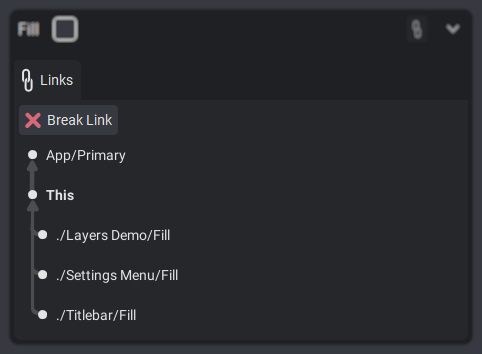 Fill
Links
Break Link
App/Primary
This
./Layers Demo/Fill
./Settings Menu/Fill
./Titlebar/Fill